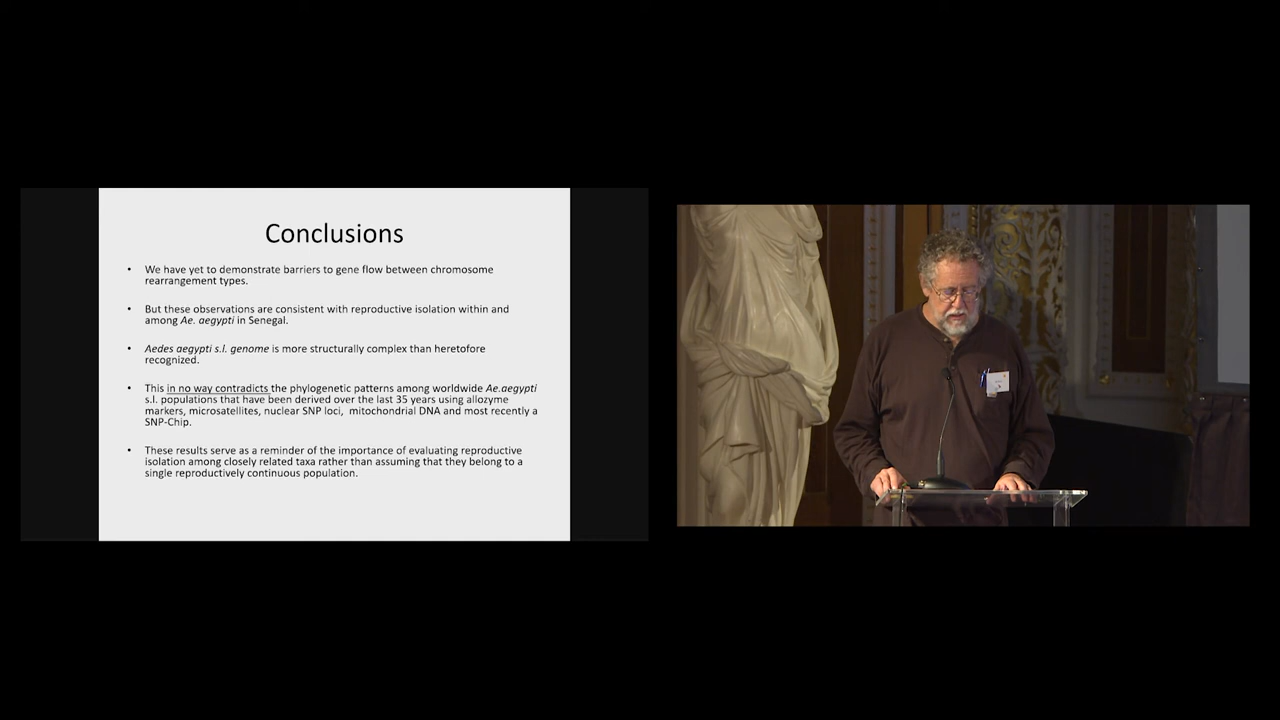 Conclusions
• We have yet to demonstrate barriers to gene flow between chromosome
rearrangement types.
• But these observations are consistent with reproductive isolation within and
among Ae. aegypti in Senegal.
• Aedes aegypti s.l. genome is more structurally complex than heretofore
recognized.
• This in no way contradicts the phylogenetic patterns among worldwide Ae.aegypti
s.l. populations that have been derived over the last 35 years using allozyme
markers, microsatellites, nuclear SNP loci, mitochondrial DNA and most recently a
SNP-Chip.
• These results serve as a reminder of the importance of evaluating reproductive
isolation among closely related taxa rather than assuming that they belong to a
single reproductively continuous population.